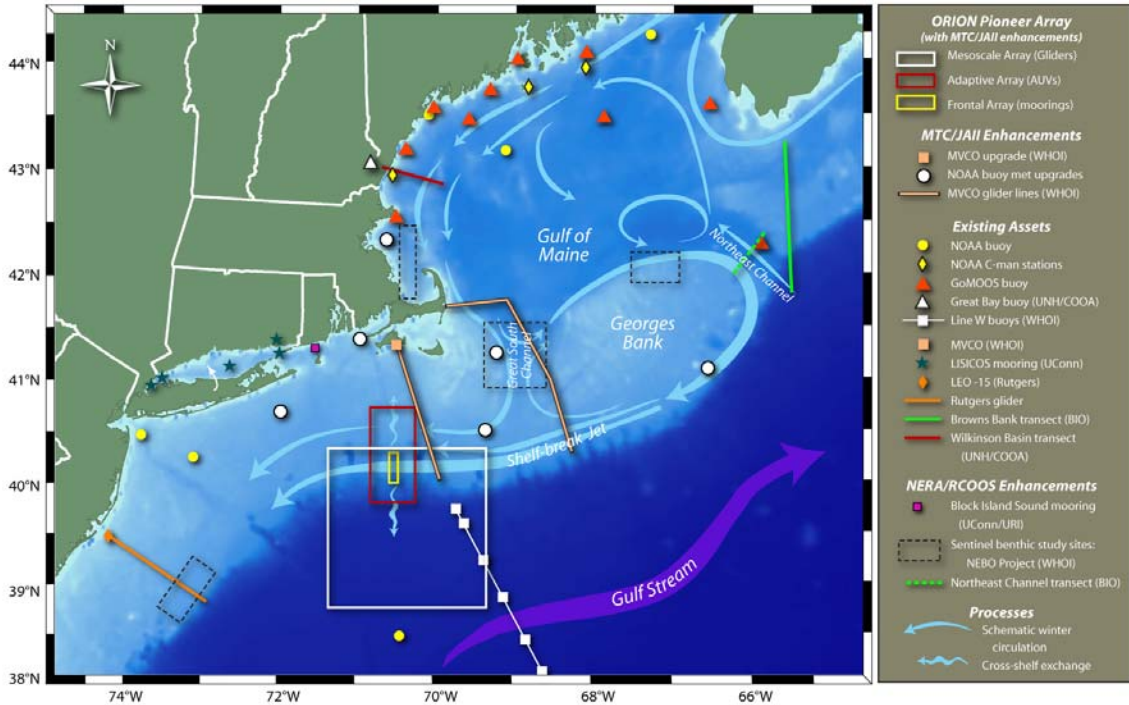 N
44°N
43°N
42°N
41°N
40°N
39°N
38°N
74°W
72°W
70°W
68°W
66°W
Gulf of
Maine
Northeast Channel
Georges
Bank
Great South
Channel
Shelf-break Jet
Gulf Stream
ORION Pioneer Array
(with MTC/JAII enhancements)
Mesoscale Array (Gliders)
Adaptive Array (AUVs)
Frontal Array (moorings)
MTC/JAII Enhancements
MVCO upgrade (WHOI)
NOAA buoy met upgrades
MVCO glider lines (WHOI)
Existing Assets
NOAA buoy
NOAA C-man stations
GoMOOS buoy
Great Bay buoy (UNH/COOA)
Line W buoys (WHOI)
MVCO (WHOI)
LISICOS mooring (UConn)
LEO -15 (Rutgers)
Rutgers glider
Browns Bank transect (BIO)
Wilkinson Basin transect
(UNH/COOA)
NERA/RCOOS Enhancements
Block Island Sound mooring
(UConn/URI)
Sentinel benthic study sites:
NEBO Project (WHOI)
Northeast Channel transect (BIO)
Processes
Schematic winter
circulation
Cross-shelf exchange